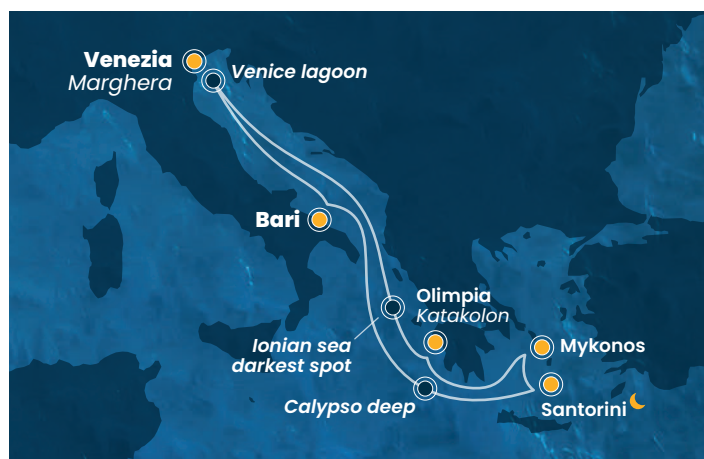 Venezia
Marghera
Venice lagoon
Bari
Olimpia
Katakolon
Ionian sea
darkest spot
Mykonos
Calypso deep
Santorini